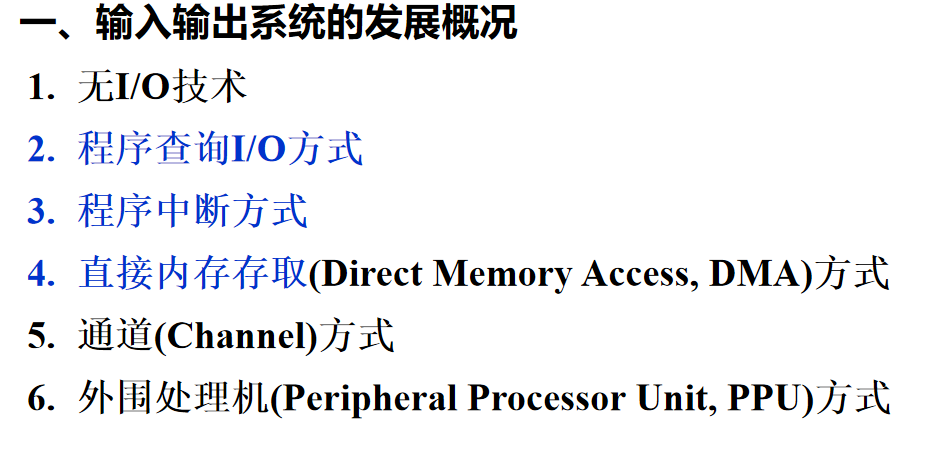 一、输入输出系统的发展概况
1. 无I/O技术
2. 程序查询I/O方式
3. 程序中断方式
4. 直接内存存取(Direct Memory Access, DMA)方式
5. 通道(Channel)方式
6. 外围处理机(Peripheral Processor Unit, PPU)方式